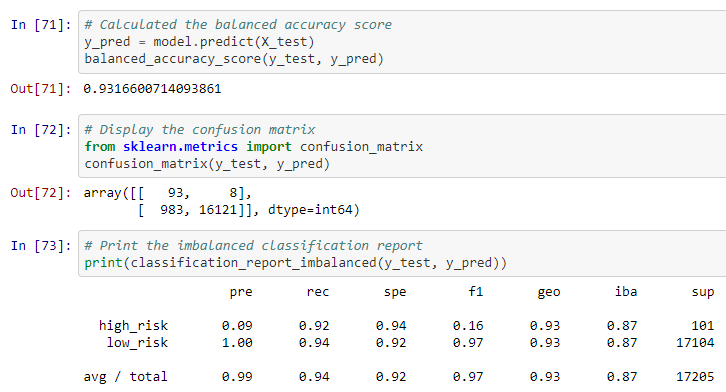 In [71]: # Calculated the balanced accuracy score
y_pred = model.predict(X_test)
balanced_accuracy_score(y_test, y_pred)
Out[71]: 0.9316600714093861
In [72]: # Display the confusion matrix
from sklearn.metrics import confusion_matrix
confusion_matrix(y_test, y_pred)
Out[72]: array([[   93,     8],
       [  983, 16121]], dtype=int64)
In [73]: # Print the imbalanced classification report
print(classification_report_imbalanced(y_test, y_pred))
pre rec spe f1 geo iba sup
high_risk 0.09 0.92 0.94 0.16 0.93 0.87 101
low_risk 1.00 0.94 0.92 0.97 0.93 0.87 17104
avg / total 0.99 0.94 0.92 0.97 0.93 0.87 17205